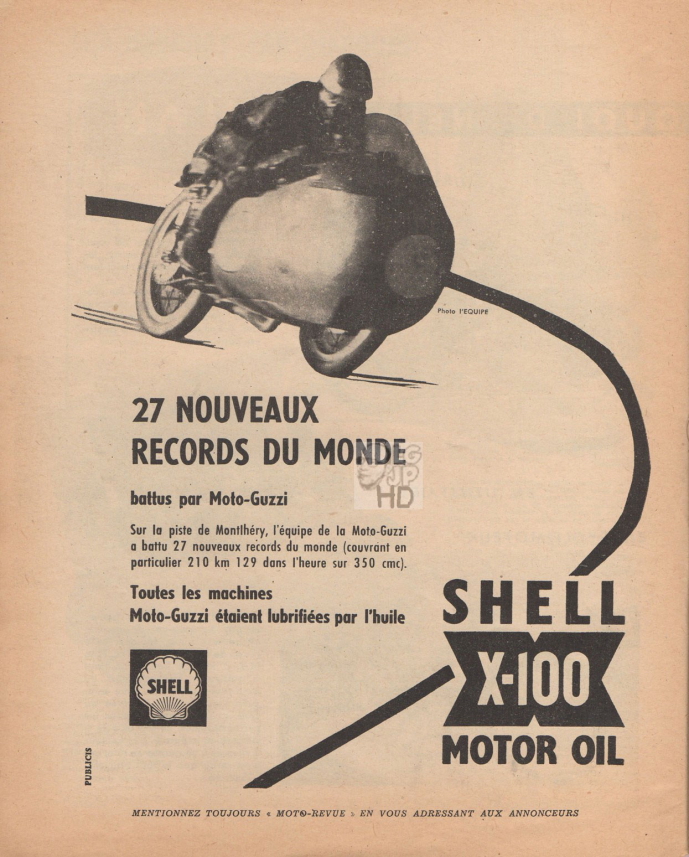 Photo l'EQUIPE
27 NOUVEAUX
RECORDS DU MONDE
battus par Moto-Guzzi
Sur la piste de Montlhéry, l'équipe de la Moto-Guzzi
a battu 27 nouveaux records du monde (couvrant en
particulier 210 km 129 dans l'heure sur 350 cmc).
Toutes les machines
Moto-Guzzi étaient lubrifiées par l'huile
SHELL
X-100
MOTOR OIL
SHELL
PUBLICIS
MENTIONNEZ TOUJOURS « MOTO-REVUE » EN VOUS ADRESSANT AUX ANNONCEURS
HD